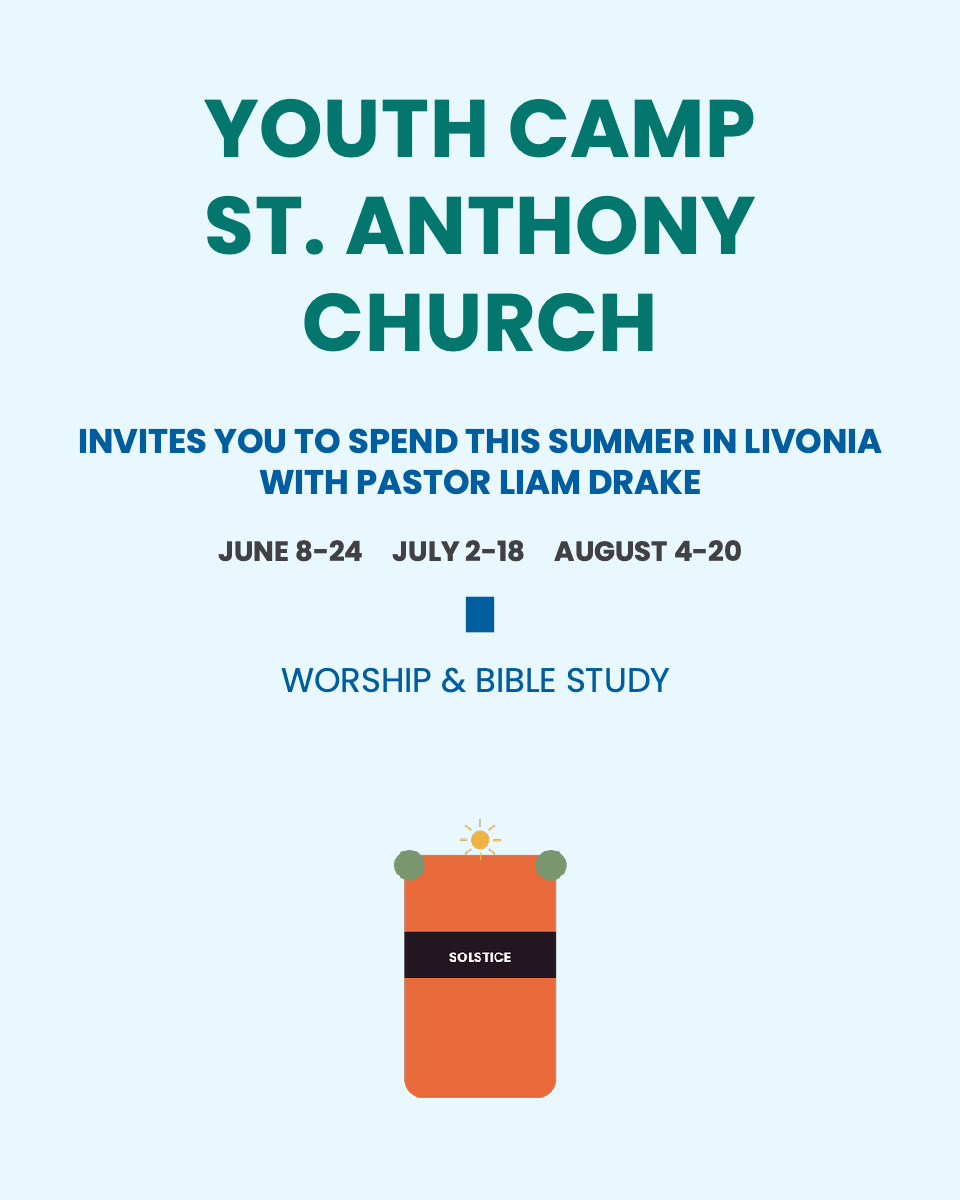 YOUTH CAMP
ST. ANTHONY
CHURCH
INVITES YOU TO SPEND THIS SUMMER IN LIVONIA
WITH PASTOR LIAM DRAKE
JUNE 8-24 JULY 2-18 AUGUST 4-20
WORSHIP & BIBLE STUDY
SOLSTICE